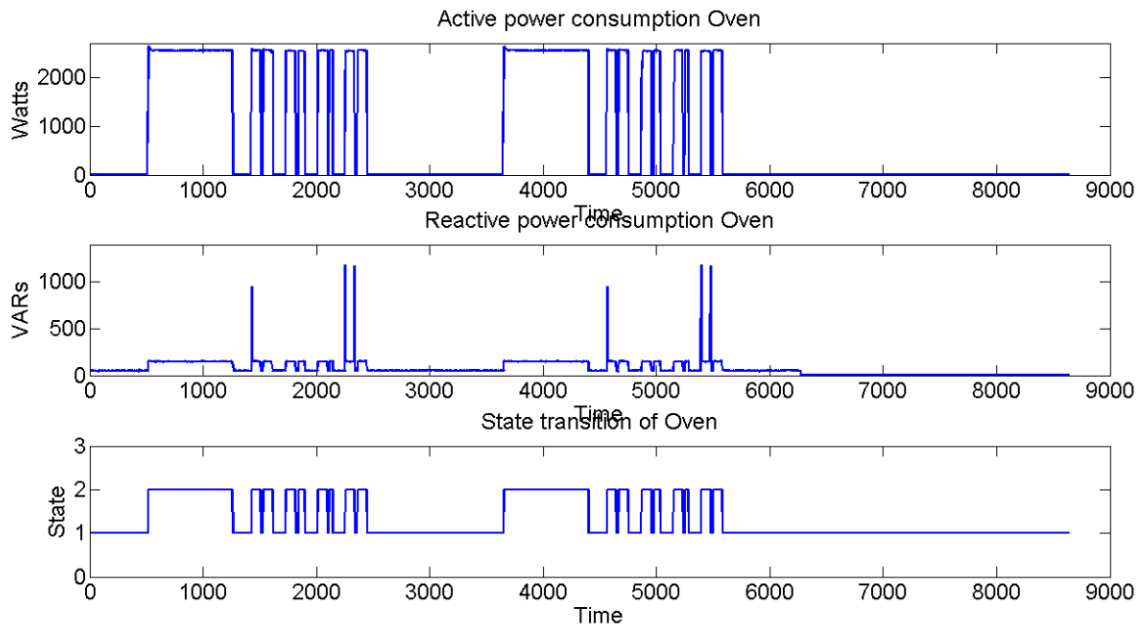 Active power consumption Oven
Watts
2000
1000
0
0 1000 2000 3000 4000 5000 6000 7000 8000 9000
Time
Reactive power consumption Oven
VARs
1000
500
0
0 1000 2000 3000 4000 5000 6000 7000 8000 9000
Time
State transition of Oven
State
3
2
1
0
0 1000 2000 3000 4000 5000 6000 7000 8000 9000
Time